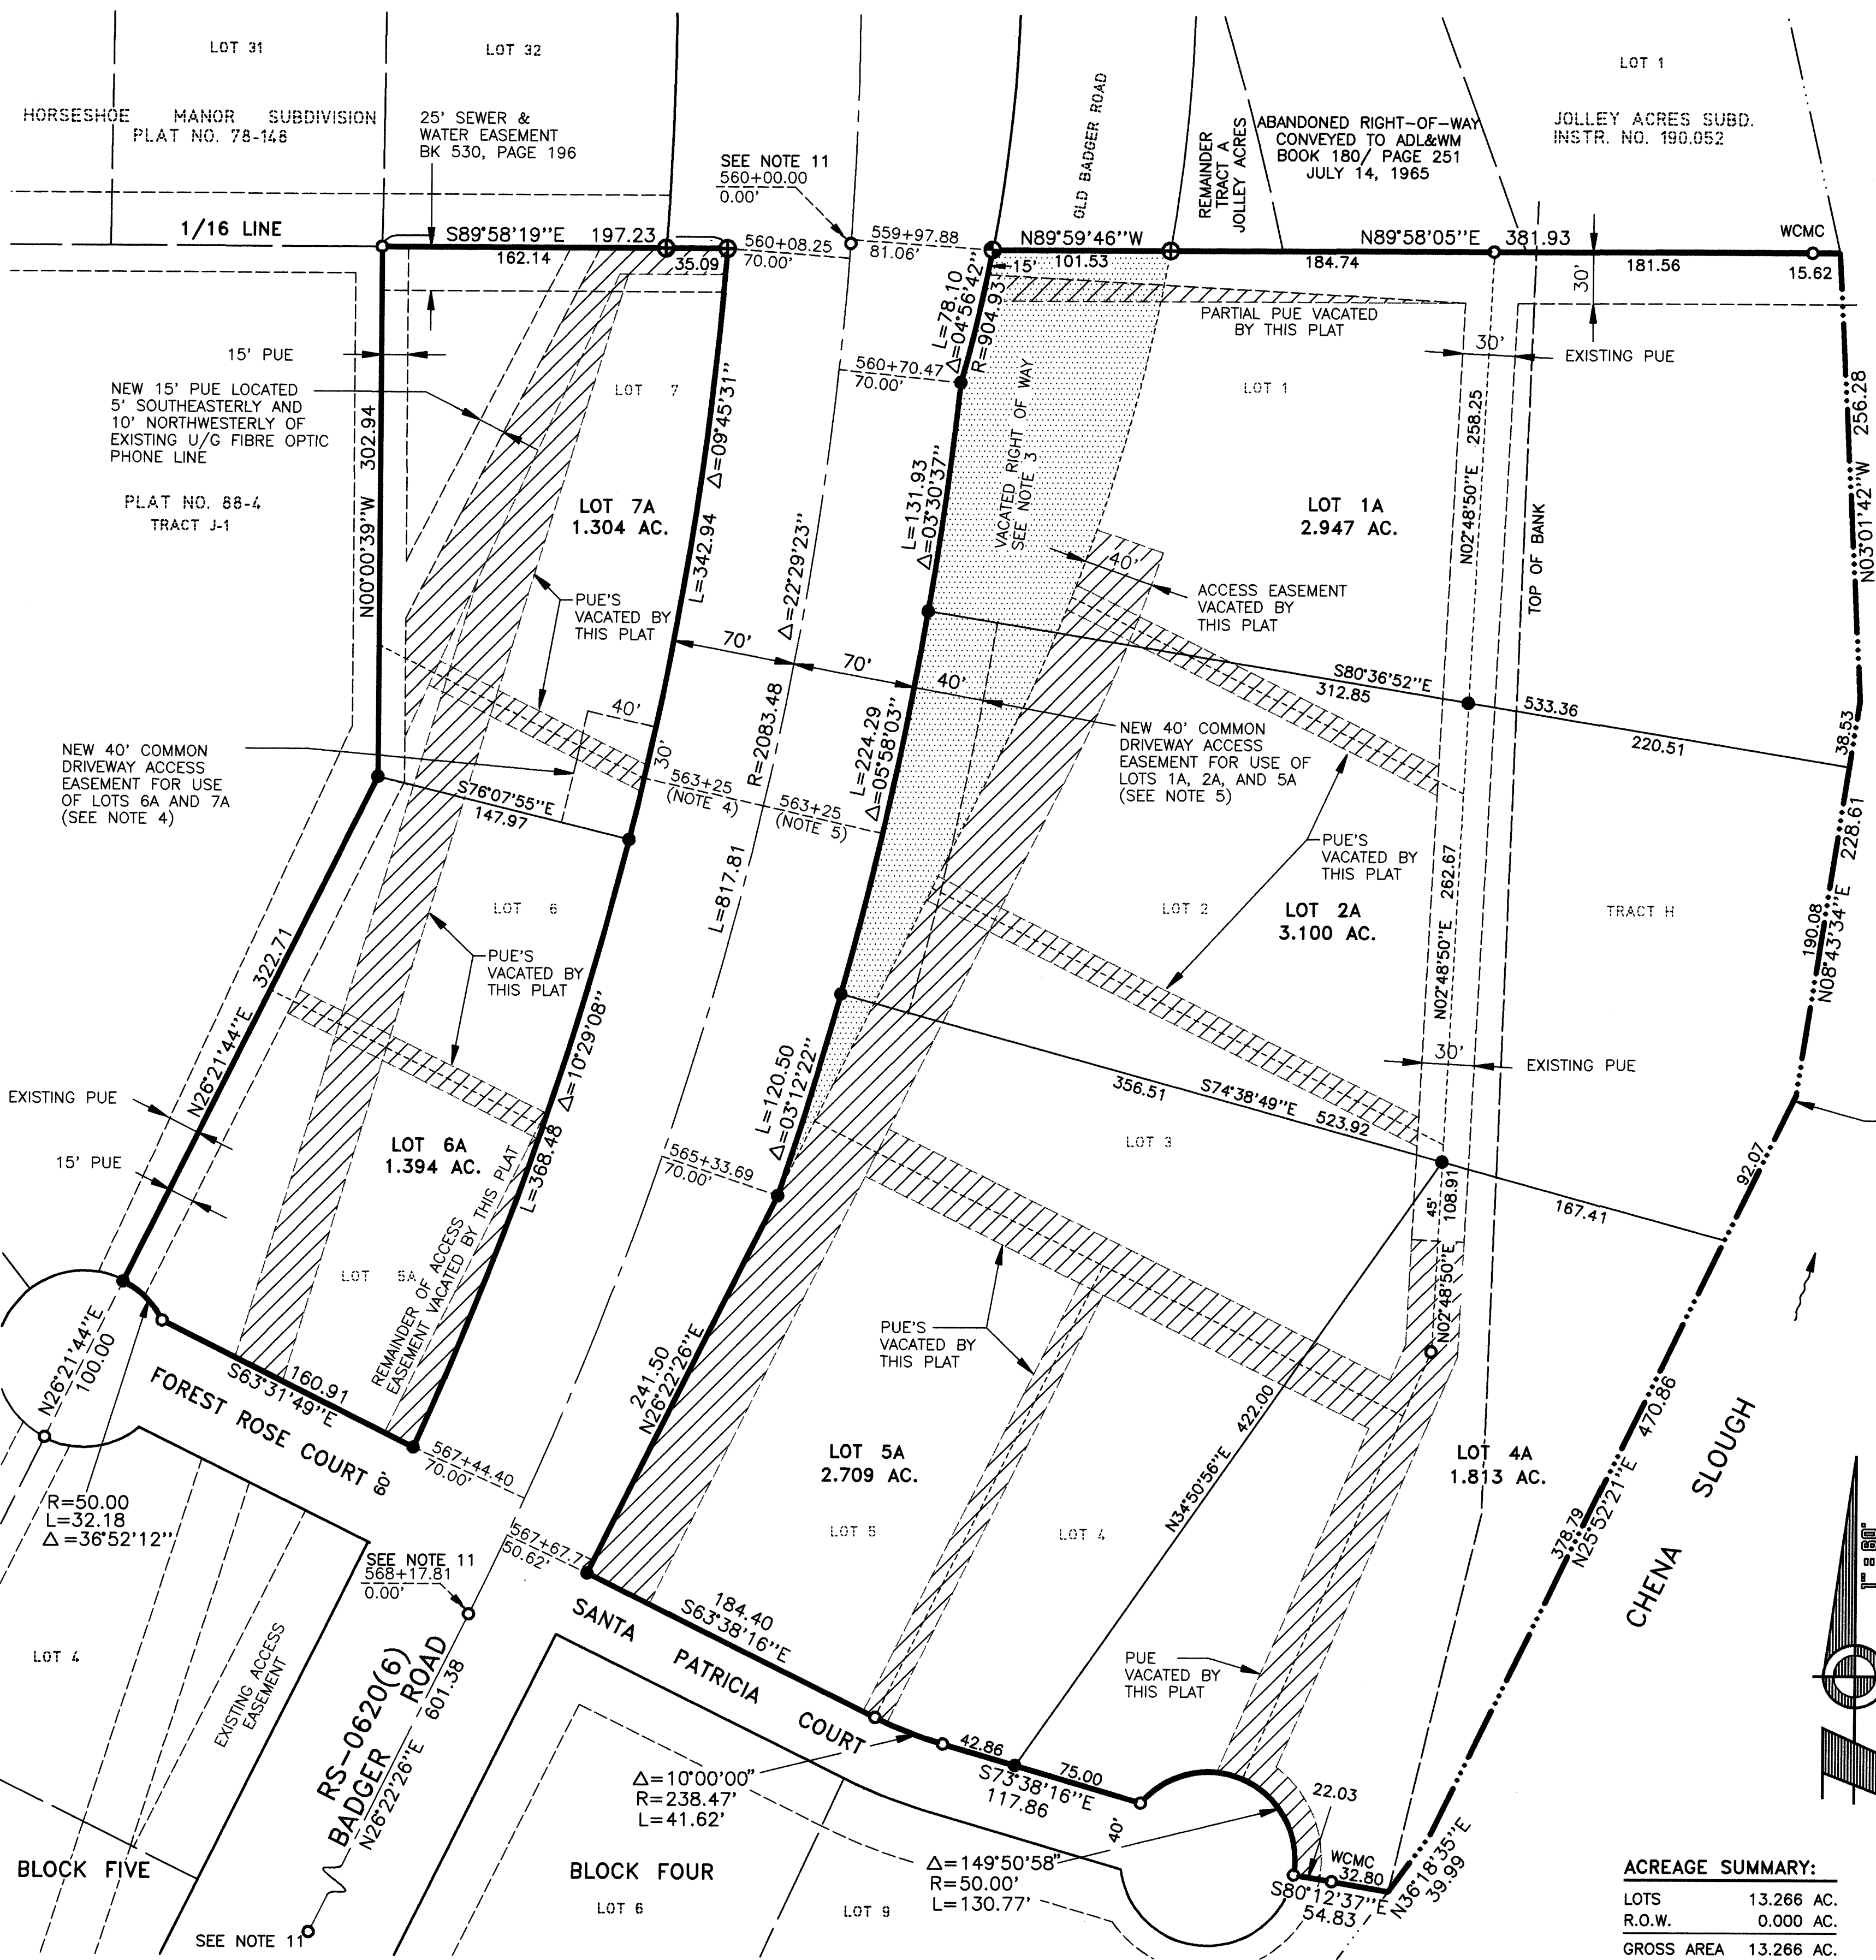 LOT 31
LOT 32
LOT 1
HORSESHOE MANOR SUBDIVISION
PLAT NO. 78-148
25' SEWER &
WATER EASEMENT
BK 530, PAGE 196
SEE NOTE 11
560+00.00
0.00'
OLD BADGER ROAD
REMAINDER
TRACT A
JOLLEY ACRES
ABANDONED RIGHT-OF-WAY
CONVEYED TO ADL&WM
BOOK 180/ PAGE 251
JULY 14, 1965
JOLLEY ACRES SUBD.
INSTR. NO. 190.052
1/16 LINE
S89°58'19"E 197.23
162.14
35.09
560+08.25
70.00'
559+97.88
81.06'
N89°59'46"W
101.53
15'
N89°58'05"E 381.93
184.74
181.56
WCMC
15.62
30'
L=78.10
Δ=04°56'42"
R=904.93
PARTIAL PUE VACATED
BY THIS PLAT
30'
EXISTING PUE
15' PUE
560+70.47
70.00'
NEW 15' PUE LOCATED
5' SOUTHEASTERLY AND
10' NORTHWESTERLY OF
EXISTING U/G FIBRE OPTIC
PHONE LINE
LOT 7
LOT 1
N00°00'39"W 302.94
Δ=09°45'31"
L=342.94
Δ=22°29'23"
R=2083.48
L=817.81
L=131.93
Δ=03°30'37"
VACATED RIGHT OF WAY
SEE NOTE 3
N02°48'50"E 258.25
256.28
N03°01'42"W
PLAT NO. 88-4
TRACT J-1
LOT 7A
1.304 AC.
LOT 1A
2.947 AC.
TOP OF BANK
40'
ACCESS EASEMENT
VACATED BY
THIS PLAT
PUE'S
VACATED BY
THIS PLAT
70'
70'
40'
S80°36'52"E
312.85
533.36
220.51
38.53
40'
30'
NEW 40' COMMON
DRIVEWAY ACCESS
EASEMENT FOR USE
OF LOTS 6A AND 7A
(SEE NOTE 4)
NEW 40' COMMON
DRIVEWAY ACCESS
EASEMENT FOR USE OF
LOTS 1A, 2A, AND 5A
(SEE NOTE 5)
L=224.29
Δ=05°58'03"
S76°07'55"E
147.97
563+25
(NOTE 4)
563+25
(NOTE 5)
PUE'S
VACATED BY
THIS PLAT
N02°48'50"E 262.67
228.61
190.08
N08°43'34"E
LOT 6
LOT 2
LOT 2A
3.100 AC.
TRACT H
322.71
N26°21'44"E
PUE'S
VACATED BY
THIS PLAT
L=368.48 Δ=10°29'08"
L=120.50
Δ=03°12'22"
356.51
S74°38'49"E
523.92
30'
EXISTING PUE
92.07
EXISTING PUE
15' PUE
LOT 6A
1.394 AC.
565+33.69
70.00'
LOT 3
45'
108.91
N02°48'50"E
167.41
REMAINDER OF ACCESS
EASEMENT VACATED BY THIS PLAT
LOT 5A
PUE'S
VACATED BY
THIS PLAT
N26°21'44"E
100.00
160.91
S63°31'49"E
FOREST ROSE COURT
60'
241.50
N26°22'26"E
422.00
N34°50'56"E
470.86
378.79
N25°52'21"E
CHENA SLOUGH
567+44.40
70.00'
LOT 5A
2.709 AC.
LOT 4A
1.813 AC.
R=50.00
L=32.18
Δ=36°52'12"
567+67.77
50.62'
LOT 5
LOT 4
1" = 60'
SEE NOTE 11
568+17.81
0.00'
184.40
S63°38'16"E
SANTA PATRICIA COURT
LOT 4
EXISTING ACCESS
EASEMENT
RS-0620(6)
BADGER ROAD
N26°22'26"E 601.38
PUE
VACATED BY
THIS PLAT
42.86
75.00
S73°38'16"E
117.86
40'
Δ=10°00'00"
R=238.47'
L=41.62'
22.03
WCMC
32.80
S80°12'37"E
54.83
N36°18'35"E
39.99
BLOCK FIVE
BLOCK FOUR
LOT 6
LOT 9
Δ=149°50'58"
R=50.00'
L=130.77'
SEE NOTE 11
ACREAGE SUMMARY:
LOTS 13.266 AC.
R.O.W. 0.000 AC.
GROSS AREA 13.266 AC.